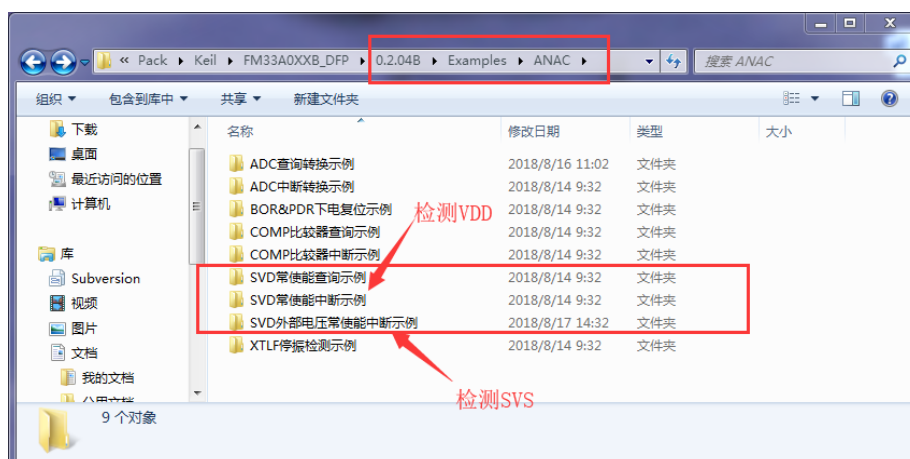 « Pack ▸ Keil ▸ FM33A0XXB_DFP ▸ 0.2.04B ▸ Examples ▸ ANAC ▸
搜索 ANAC
组织 包含到库中 共享 新建文件夹
名称 修改日期 类型 大小
下载
桌面
最近访问的位置
计算机
库
Subversion
视频
图片
文档
我的文档
ADC查询转换示例 2018/8/16 11:02 文件夹
ADC中断转换示例 2018/8/14 9:32 文件夹
BOR&PDR下电复位示例 2018/8/14 9:32 文件夹
COMP比较器查询示例 2018/8/14 9:32 文件夹
COMP比较器中断示例 2018/8/14 9:32 文件夹
SVD常使能查询示例 2018/8/14 9:32 文件夹
SVD常使能中断示例 2018/8/14 9:32 文件夹
SVD外部电压常使能中断示例 2018/8/17 14:32 文件夹
XTLF停振检测示例 2018/8/14 9:32 文件夹
检测VDD
检测SVS
9 个对象